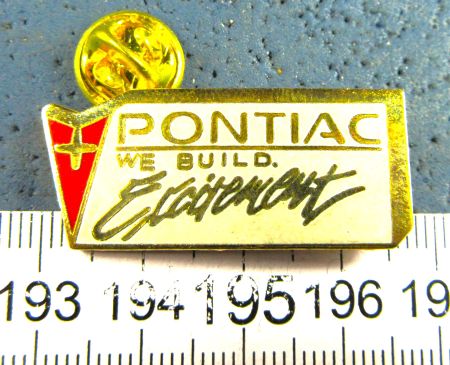 PONTIAC
WE BUILD.
Excitement
193 194 195 196 19